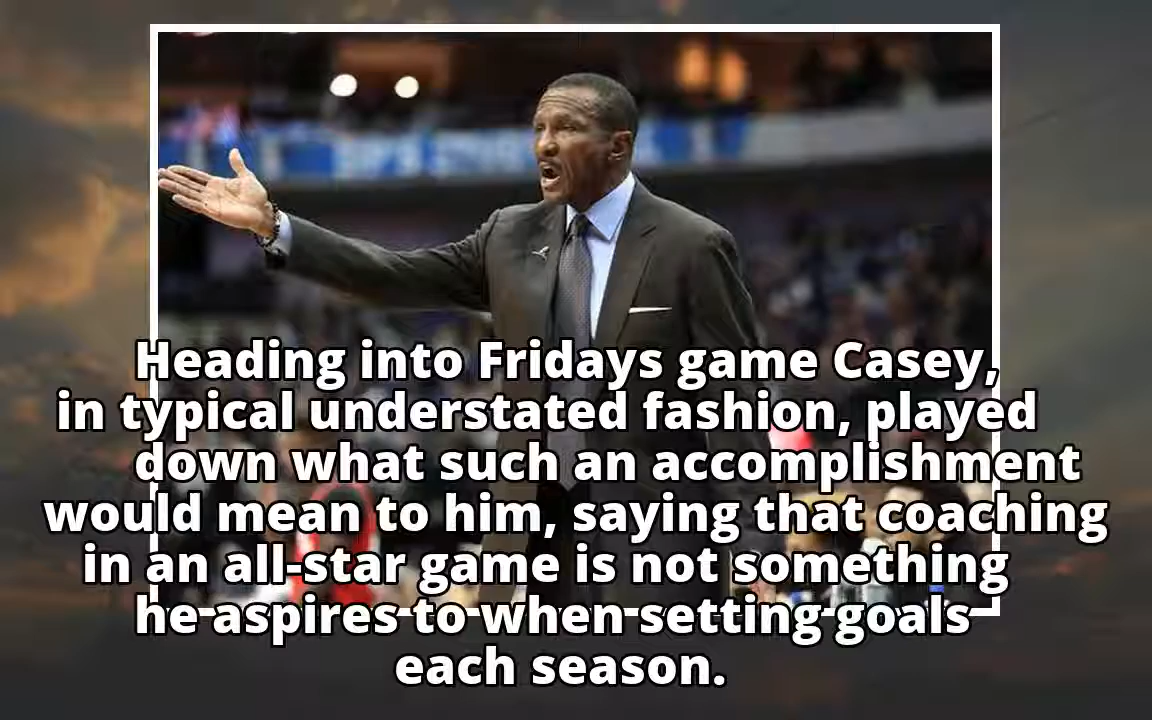 Heading into Fridays game Casey,
in typical understated fashion, played
down what such an accomplishment
would mean to him, saying that coaching
in an all-star game is not something
he aspires to when setting goals
each season.